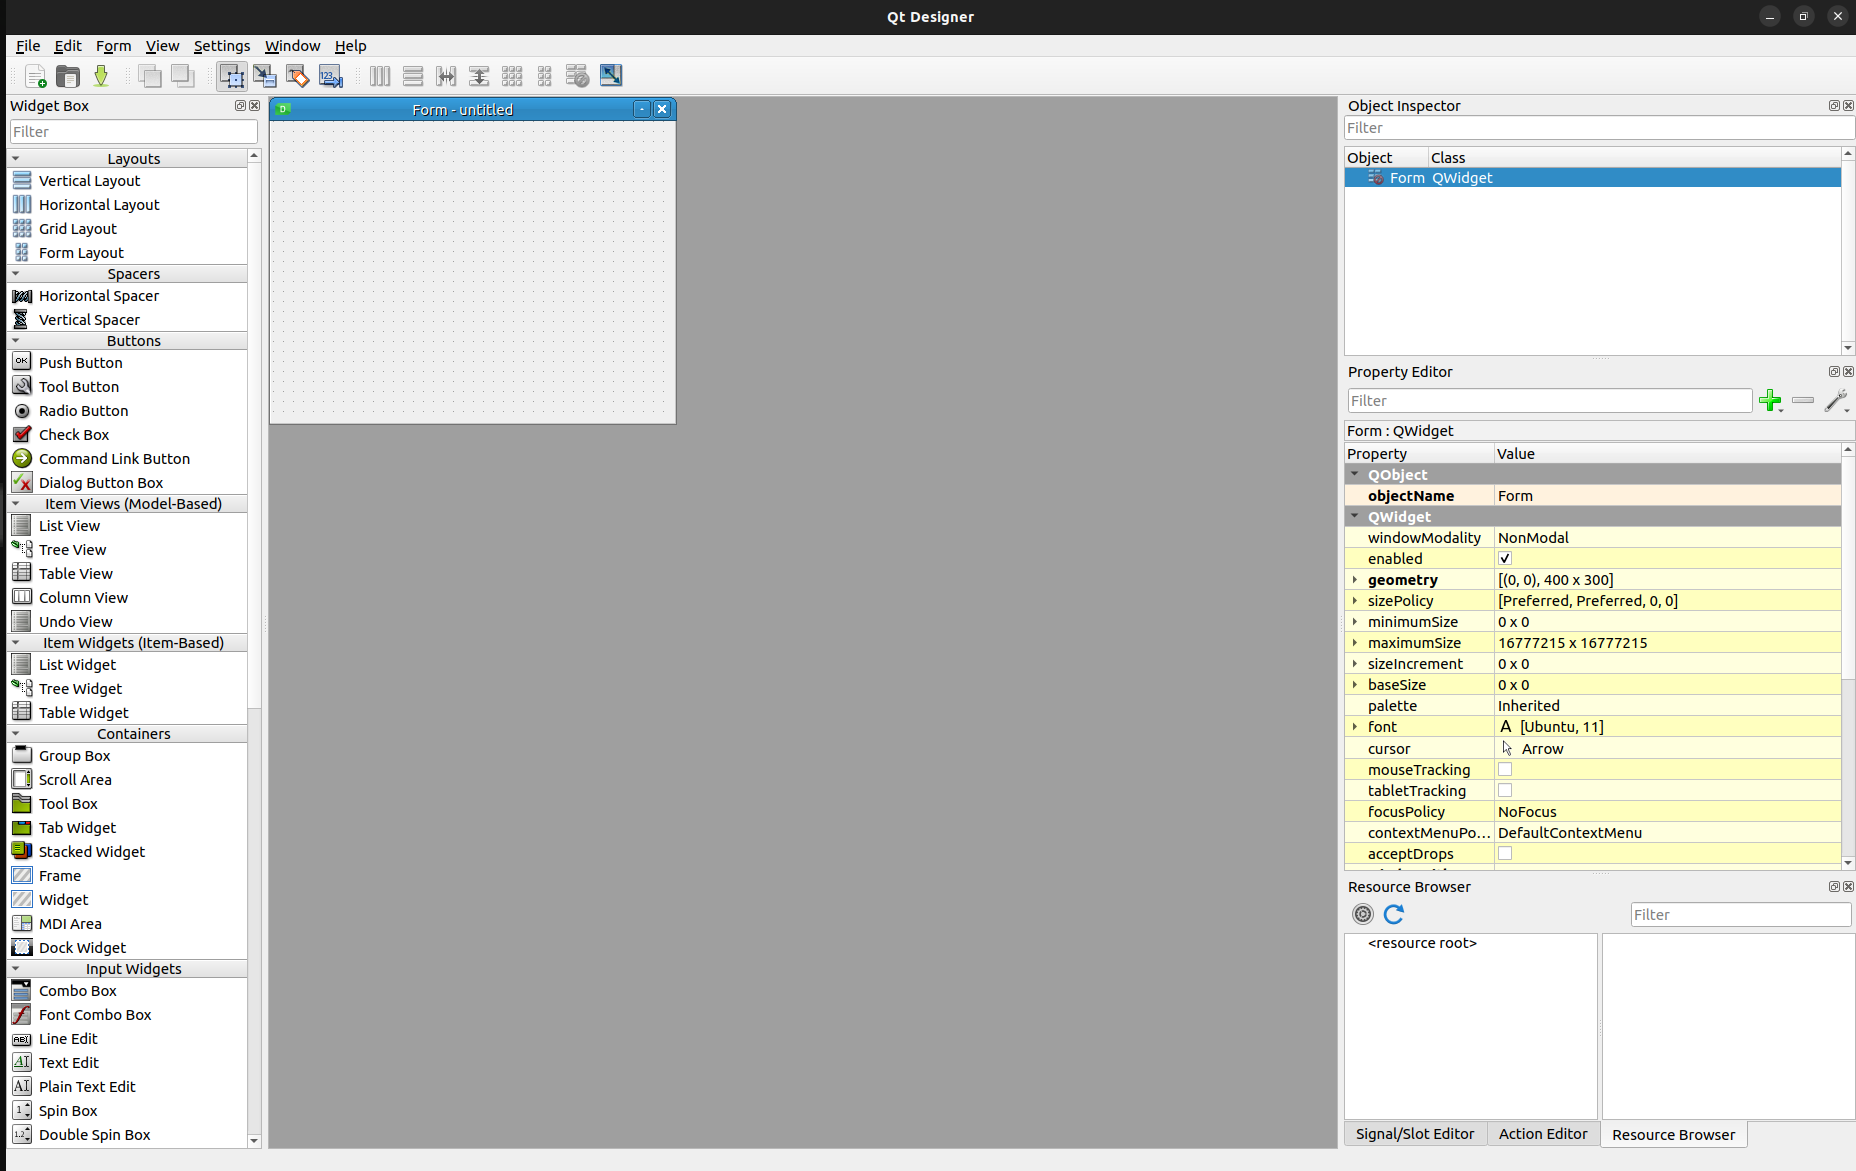 Qt Designer
File Edit Form View Settings Window Help
Widget Box
Filter
Layouts
Vertical Layout
Horizontal Layout
Grid Layout
Form Layout
Spacers
Horizontal Spacer
Vertical Spacer
Buttons
Push Button
Tool Button
Radio Button
Check Box
Command Link Button
Dialog Button Box
Item Views (Model-Based)
List View
Tree View
Table View
Column View
Undo View
Item Widgets (Item-Based)
List Widget
Tree Widget
Table Widget
Containers
Group Box
Scroll Area
Tool Box
Tab Widget
Stacked Widget
Frame
Widget
MDI Area
Dock Widget
Input Widgets
Combo Box
Font Combo Box
Line Edit
Text Edit
Plain Text Edit
Spin Box
Double Spin Box
Form - untitled
Object Inspector
Filter
Object Class
Form QWidget
Property Editor
Filter
Form : QWidget
Property Value
QObject
objectName Form
QWidget
windowModality NonModal
enabled
geometry [(0, 0), 400 x 300]
sizePolicy [Preferred, Preferred, 0, 0]
minimumSize 0 x 0
maximumSize 16777215 x 16777215
sizeIncrement 0 x 0
baseSize 0 x 0
palette Inherited
font A [Ubuntu, 11]
cursor Arrow
mouseTracking
tabletTracking
focusPolicy NoFocus
contextMenuPo... DefaultContextMenu
acceptDrops
Resource Browser
Filter
<resource root>
Signal/Slot Editor Action Editor Resource Browser